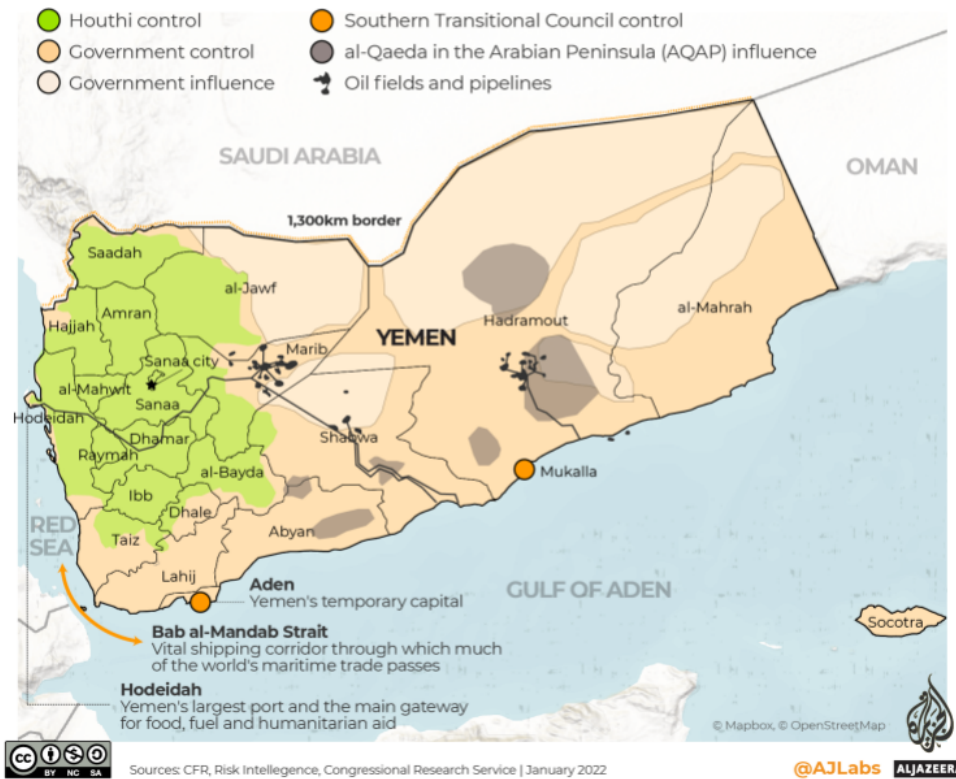 Houthi control
Southern Transitional Council control
Government control
al-Qaeda in the Arabian Peninsula (AQAP) influence
Government influence
Oil fields and pipelines
SAUDI ARABIA
OMAN
1,300km border
Saadah
al-Jawf
Amran
Hajjah
al-Mahrah
Hadramout
YEMEN
Marib
Sanaa city
al-Mahwit
Sanaa
Hodeidah
Dhamar
Shabwa
Raymah
al-Bayda
Mukalla
Ibb
Dhale
RED
SEA
Taiz
Abyan
Lahij
Aden
Yemen's temporary capital
GULF OF ADEN
Socotra
Bab al-Mandab Strait
Vital shipping corridor through which much
of the world's maritime trade passes
Hodeidah
Yemen's largest port and the main gateway
for food, fuel and humanitarian aid
© Mapbox, © OpenStreetMap
cc BY NC SA
Sources: CFR, Risk Intellegence, Congressional Research Service | January 2022
@AJLabs
ALJAZEERA